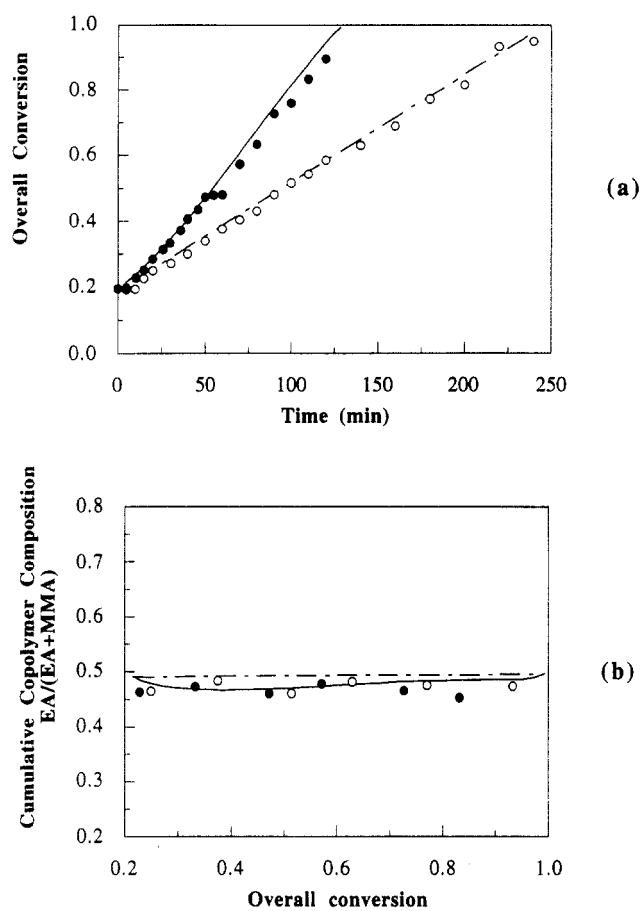 1.0
0.8
0.6
0.4
0.2
0.0
Overall Conversion
0 50 100 150 200 250
Time (min)
(a)
0.8
0.7
0.6
0.5
0.4
0.3
0.2
Cumulative Copolymer Composition
EA/(EA+MMA)
0.2 0.4 0.6 0.8 1.0
Overall conversion
(b)